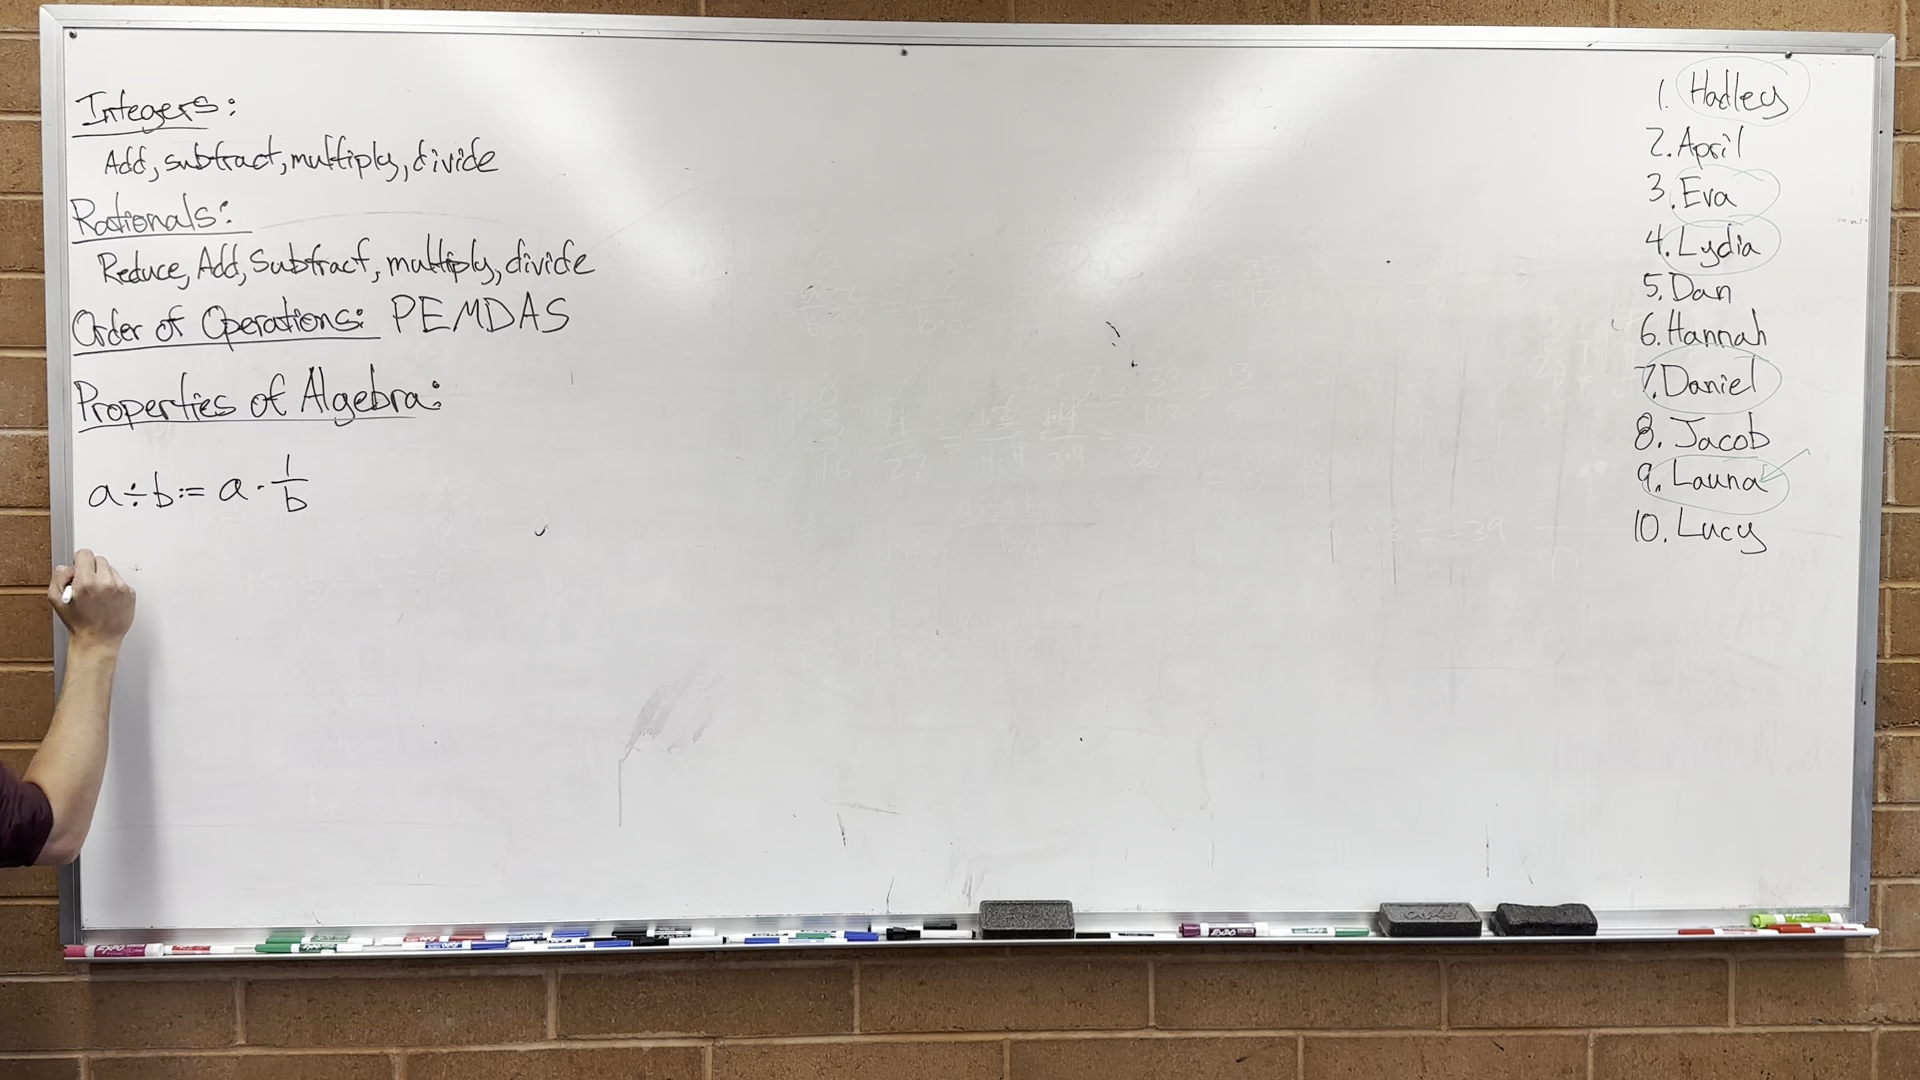 Integers:
Add, subtract, multiply, divide
Rationals:
Reduce, Add, Subtract, multiply, divide
Order of Operations: PEMDAS
Properties of Algebra:
a÷b:= a · 1/b
1. Hadley
2. April
3. Eva
4. Lydia
5. Dan
6. Hannah
7. Daniel
8. Jacob
9. Launa
10. Lucy
EXPO